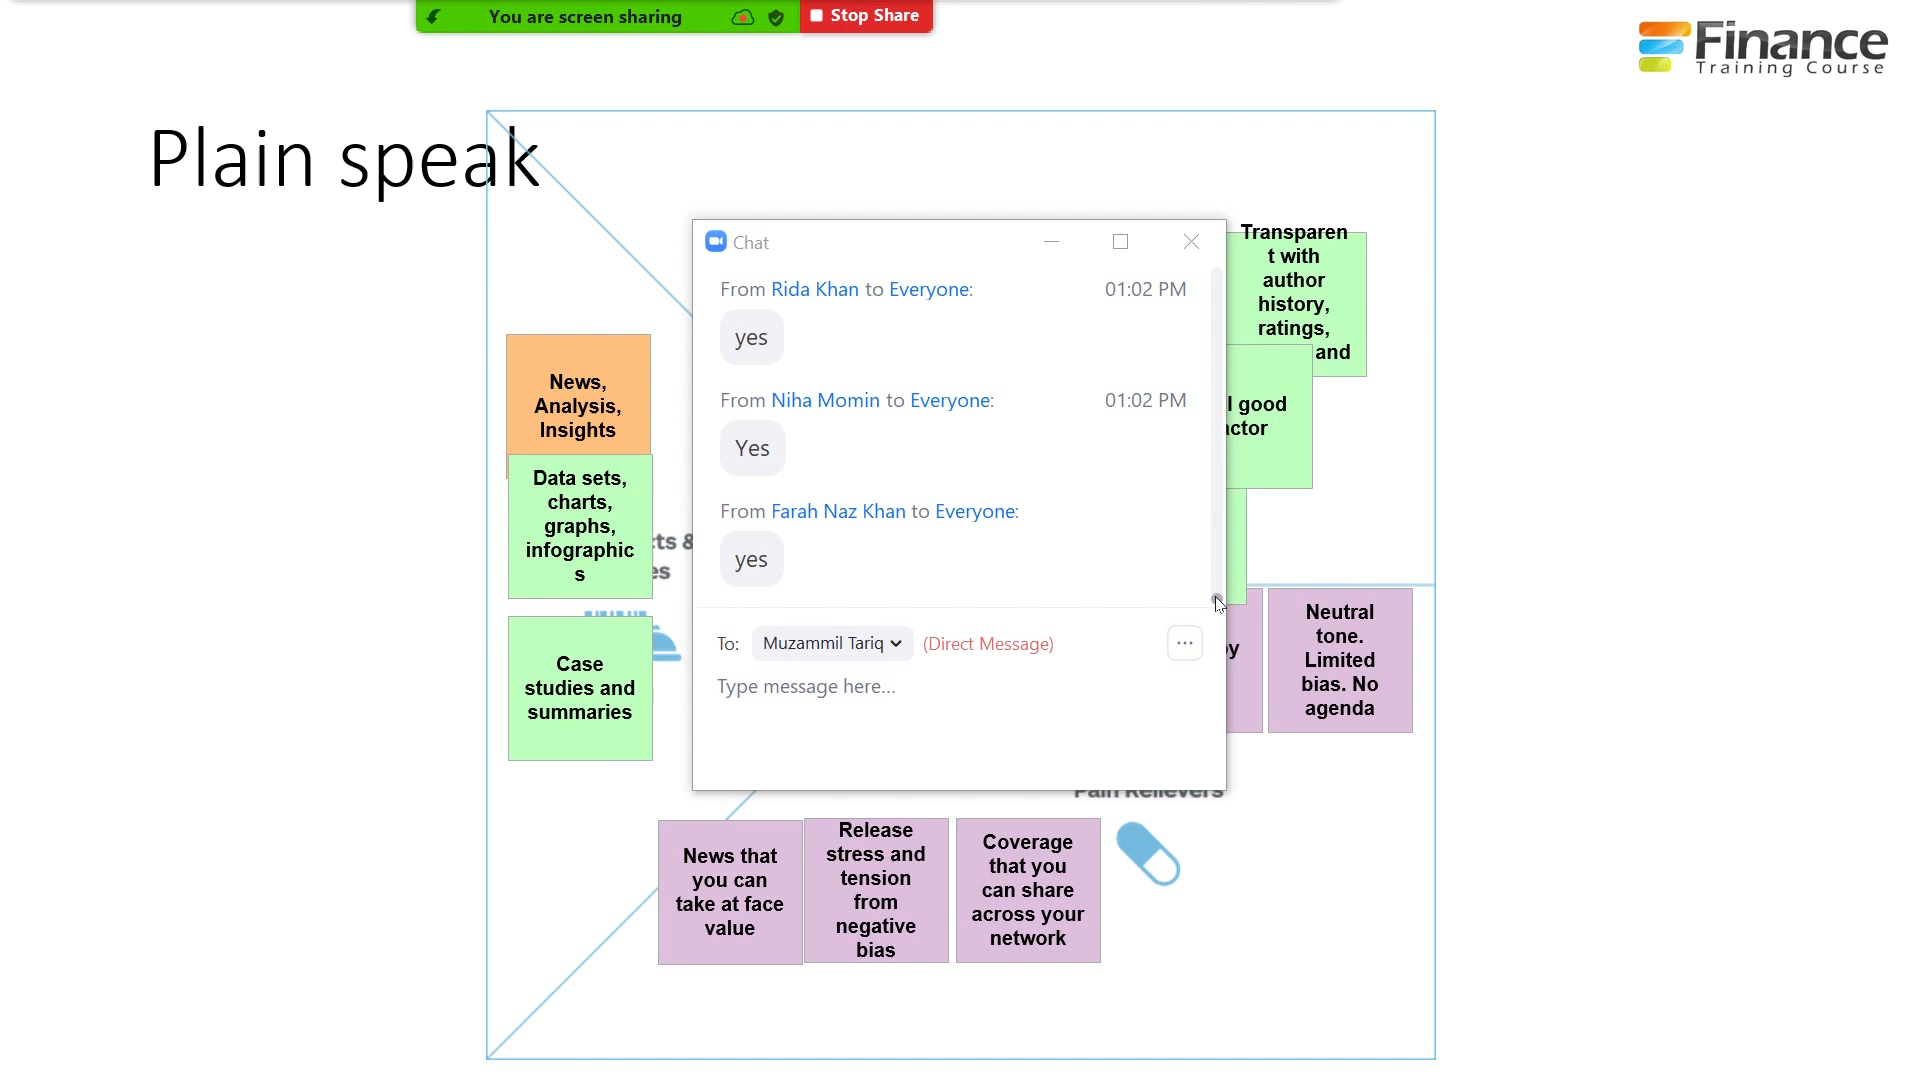 You are screen sharing
Stop Share
Finance
Training Course
Plain speak
Chat
From Rida Khan to Everyone:
01:02 PM
yes
From Niha Momin to Everyone:
01:02 PM
Yes
From Farah Naz Khan to Everyone:
yes
To: Muzammil Tariq (Direct Message)
...
Type message here...
Transparen
t with
author
history,
ratings,
and
good
News,
Analysis,
Insights
Data sets,
charts,
graphs,
infographic
s
Case
studies and
summaries
Neutral
tone.
Limited
bias. No
agenda
Pain Relievers
News that
you can
take at face
value
Release
stress and
tension
from
negative
bias
Coverage
that you
can share
across your
network